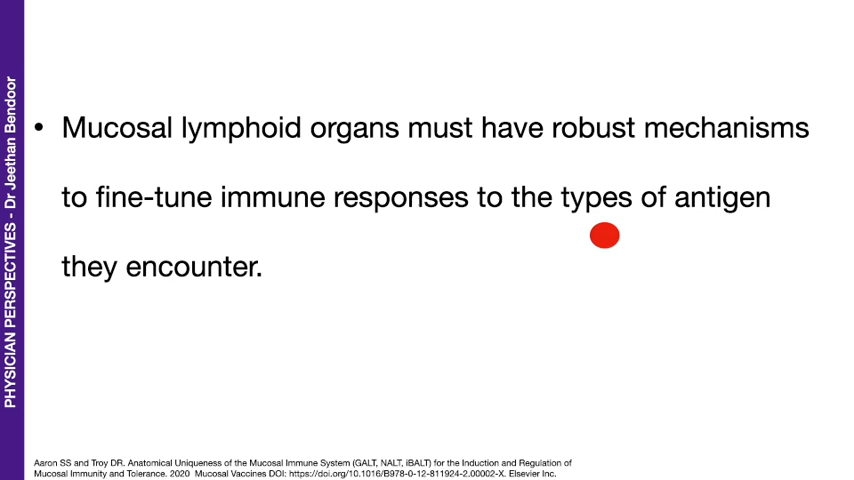 PHYSICIAN PERSPECTIVES - Dr Jeethan Bendoor
• Mucosal lymphoid organs must have robust mechanisms
to fine-tune immune responses to the types of antigen
they encounter.
Aaron SS and Troy DR. Anatomical Uniqueness of the Mucosal Immune System (GALT, NALT, iBALT) for the Induction and Regulation of
Mucosal Immunity and Tolerance. 2020 Mucosal Vaccines DOI: https://doi.org/10.1016/B978-0-12-811924-2.00002-X. Elsevier Inc.